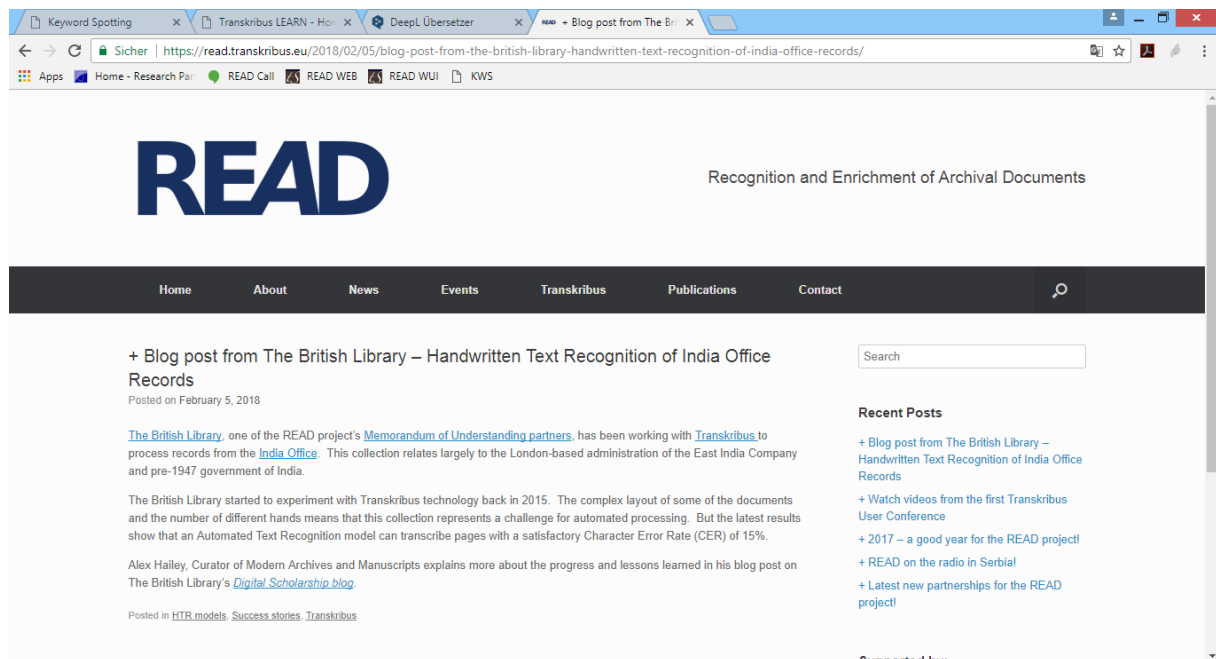 Keyword Spotting
Transkribus LEARN - Hom
DeepL Übersetzer
READ + Blog post from The Bri
Sicher | https://read.transkribus.eu/2018/02/05/blog-post-from-the-british-library-handwritten-text-recognition-of-india-office-records/
Apps Home - Research Par READ Call READ WEB READ WUI KWS
READ
Recognition and Enrichment of Archival Documents
Home About News Events Transkribus Publications Contact
+ Blog post from The British Library – Handwritten Text Recognition of India Office
Records
Posted on February 5, 2018
The British Library, one of the READ project's Memorandum of Understanding partners, has been working with Transkribus to
process records from the India Office. This collection relates largely to the London-based administration of the East India Company
and pre-1947 government of India.
The British Library started to experiment with Transkribus technology back in 2015. The complex layout of some of the documents
and the number of different hands means that this collection represents a challenge for automated processing. But the latest results
show that an Automated Text Recognition model can transcribe pages with a satisfactory Character Error Rate (CER) of 15%.
Alex Hailey, Curator of Modern Archives and Manuscripts explains more about the progress and lessons learned in his blog post on
The British Library's Digital Scholarship blog.
Posted in HTR models, Success stories, Transkribus.
Search
Recent Posts
+ Blog post from The British Library –
Handwritten Text Recognition of India Office
Records
+ Watch videos from the first Transkribus
User Conference
+ 2017 – a good year for the READ project!
+ READ on the radio in Serbia!
+ Latest new partnerships for the READ
project!
Supported by: